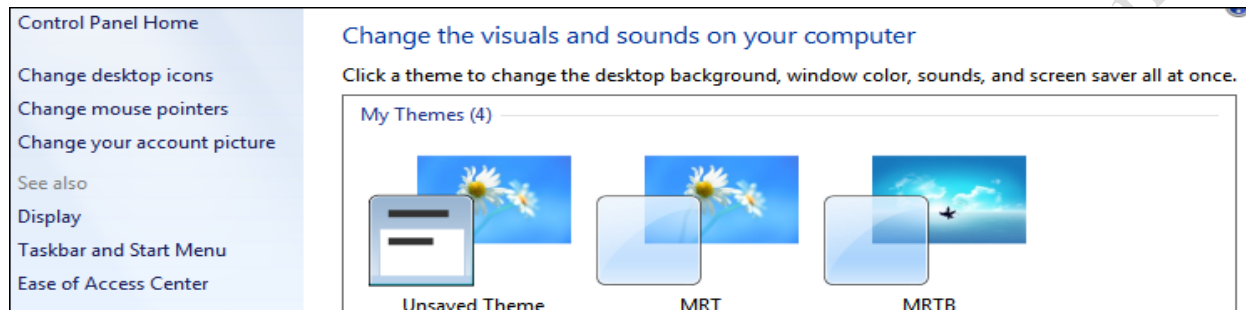 Control Panel Home
Change desktop icons
Change mouse pointers
Change your account picture
See also
Display
Taskbar and Start Menu
Ease of Access Center
Change the visuals and sounds on your computer
Click a theme to change the desktop background, window color, sounds, and screen saver all at once.
My Themes (4)
Unsaved Theme MRT MRTB